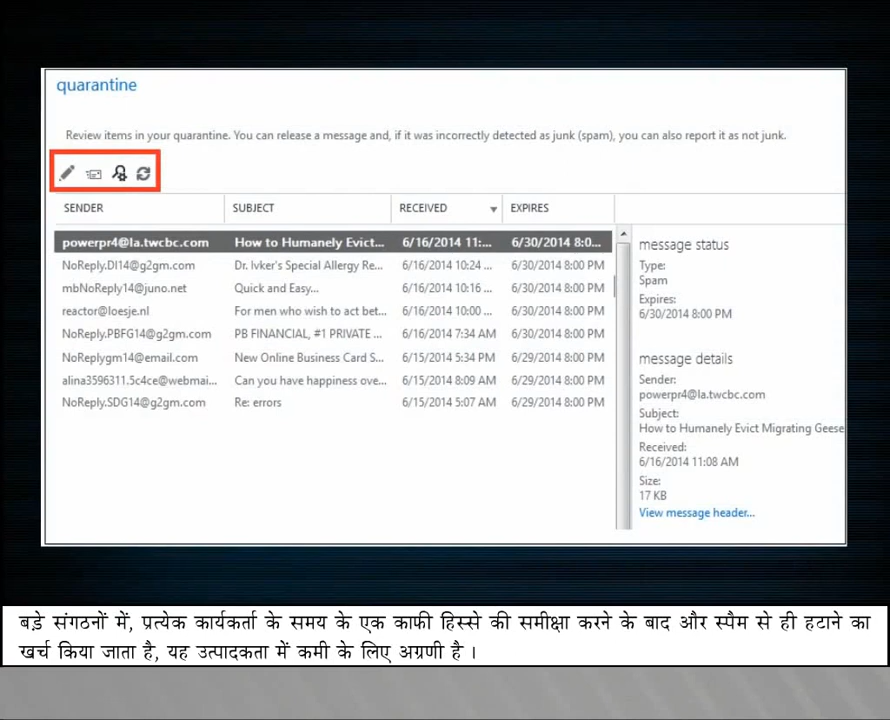 quarantine
Review items in your quarantine. You can release a message and, if it was incorrectly detected as junk (spam), you can also report it as not junk.
SENDER SUBJECT RECEIVED EXPIRES
powerpr4@la.twcbc.com How to Humanely Evict... 6/16/2014 11:... 6/30/2014 8:0...
NoReply.DI14@g2gm.com Dr. Ivker's Special Allergy Re... 6/16/2014 10:24 ... 6/30/2014 8:00 PM
mbNoReply14@juno.net Quick and Easy... 6/16/2014 10:16 ... 6/30/2014 8:00 PM
reactor@loesje.nl For men who wish to act bet... 6/16/2014 10:00 ... 6/30/2014 8:00 PM
NoReply.PBFG14@g2gm.com PB FINANCIAL, #1 PRIVATE ... 6/16/2014 7:34 AM 6/30/2014 8:00 PM
NoReplygm14@email.com New Online Business Card S... 6/15/2014 5:34 PM 6/29/2014 8:00 PM
alina3596311.5c4ce@webmai... Can you have happiness ove... 6/15/2014 8:09 AM 6/29/2014 8:00 PM
NoReply.SDG14@g2gm.com Re: errors 6/15/2014 5:07 AM 6/29/2014 8:00 PM
message status
Type:
Spam
Expires:
6/30/2014 8:00 PM
message details
Sender:
powerpr4@la.twcbc.com
Subject:
How to Humanely Evict Migrating Geese
Received:
6/16/2014 11:08 AM
Size:
17 KB
View message header...
बड़े संगठनों में, प्रत्येक कार्यकर्ता के समय के एक काफी हिस्से की समीक्षा करने के बाद और स्पैम से ही हटाने का
खर्च किया जाता है, यह उत्पादकता में कमी के लिए अग्रणी है ।